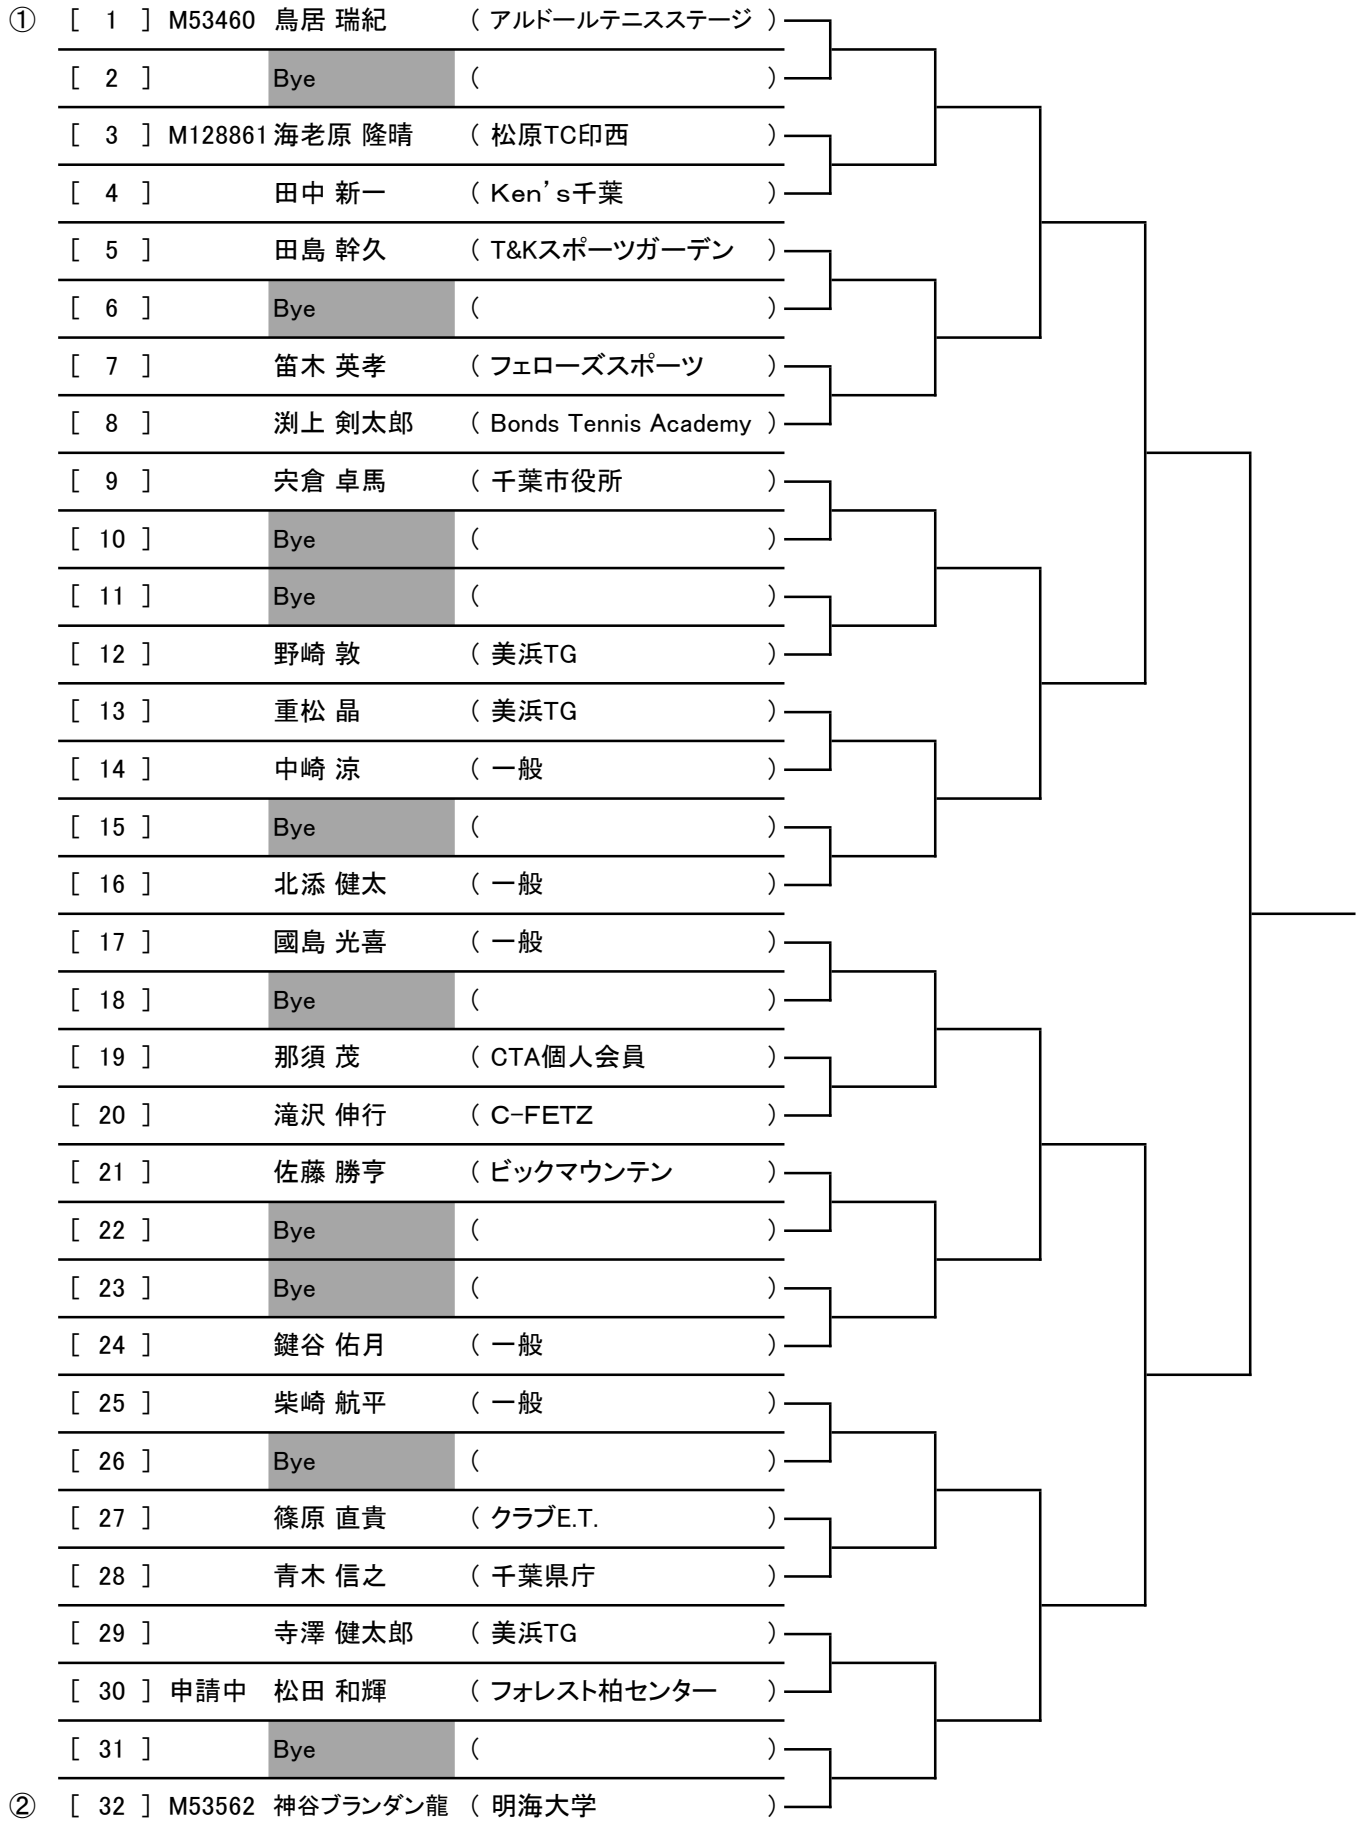 ① [ 1 ] M53460 鳥居 瑞紀 ( アルドールテニスステージ )
[ 2 ] Bye ( )
[ 3 ] M128861 海老原 隆晴 ( 松原TC印西 )
[ 4 ] 田中 新一 ( Ken’s千葉 )
[ 5 ] 田島 幹久 ( T&Kスポーツガーデン )
[ 6 ] Bye ( )
[ 7 ] 笛木 英孝 ( フェローズスポーツ )
[ 8 ] 渕上 剣太郎 ( Bonds Tennis Academy )
[ 9 ] 宍倉 卓馬 ( 千葉市役所 )
[ 10 ] Bye ( )
[ 11 ] Bye ( )
[ 12 ] 野崎 敦 ( 美浜TG )
[ 13 ] 重松 晶 ( 美浜TG )
[ 14 ] 中崎 涼 ( 一般 )
[ 15 ] Bye ( )
[ 16 ] 北添 健太 ( 一般 )
[ 17 ] 國島 光喜 ( 一般 )
[ 18 ] Bye ( )
[ 19 ] 那須 茂 ( CTA個人会員 )
[ 20 ] 滝沢 伸行 ( C-FETZ )
[ 21 ] 佐藤 勝亨 ( ビックマウンテン )
[ 22 ] Bye ( )
[ 23 ] Bye ( )
[ 24 ] 鍵谷 佑月 ( 一般 )
[ 25 ] 柴崎 航平 ( 一般 )
[ 26 ] Bye ( )
[ 27 ] 篠原 直貴 ( クラブE.T. )
[ 28 ] 青木 信之 ( 千葉県庁 )
[ 29 ] 寺澤 健太郎 ( 美浜TG )
[ 30 ] 申請中 松田 和輝 ( フォレスト柏センター )
[ 31 ] Bye ( )
② [ 32 ] M53562 神谷ブランダン龍 ( 明海大学 )